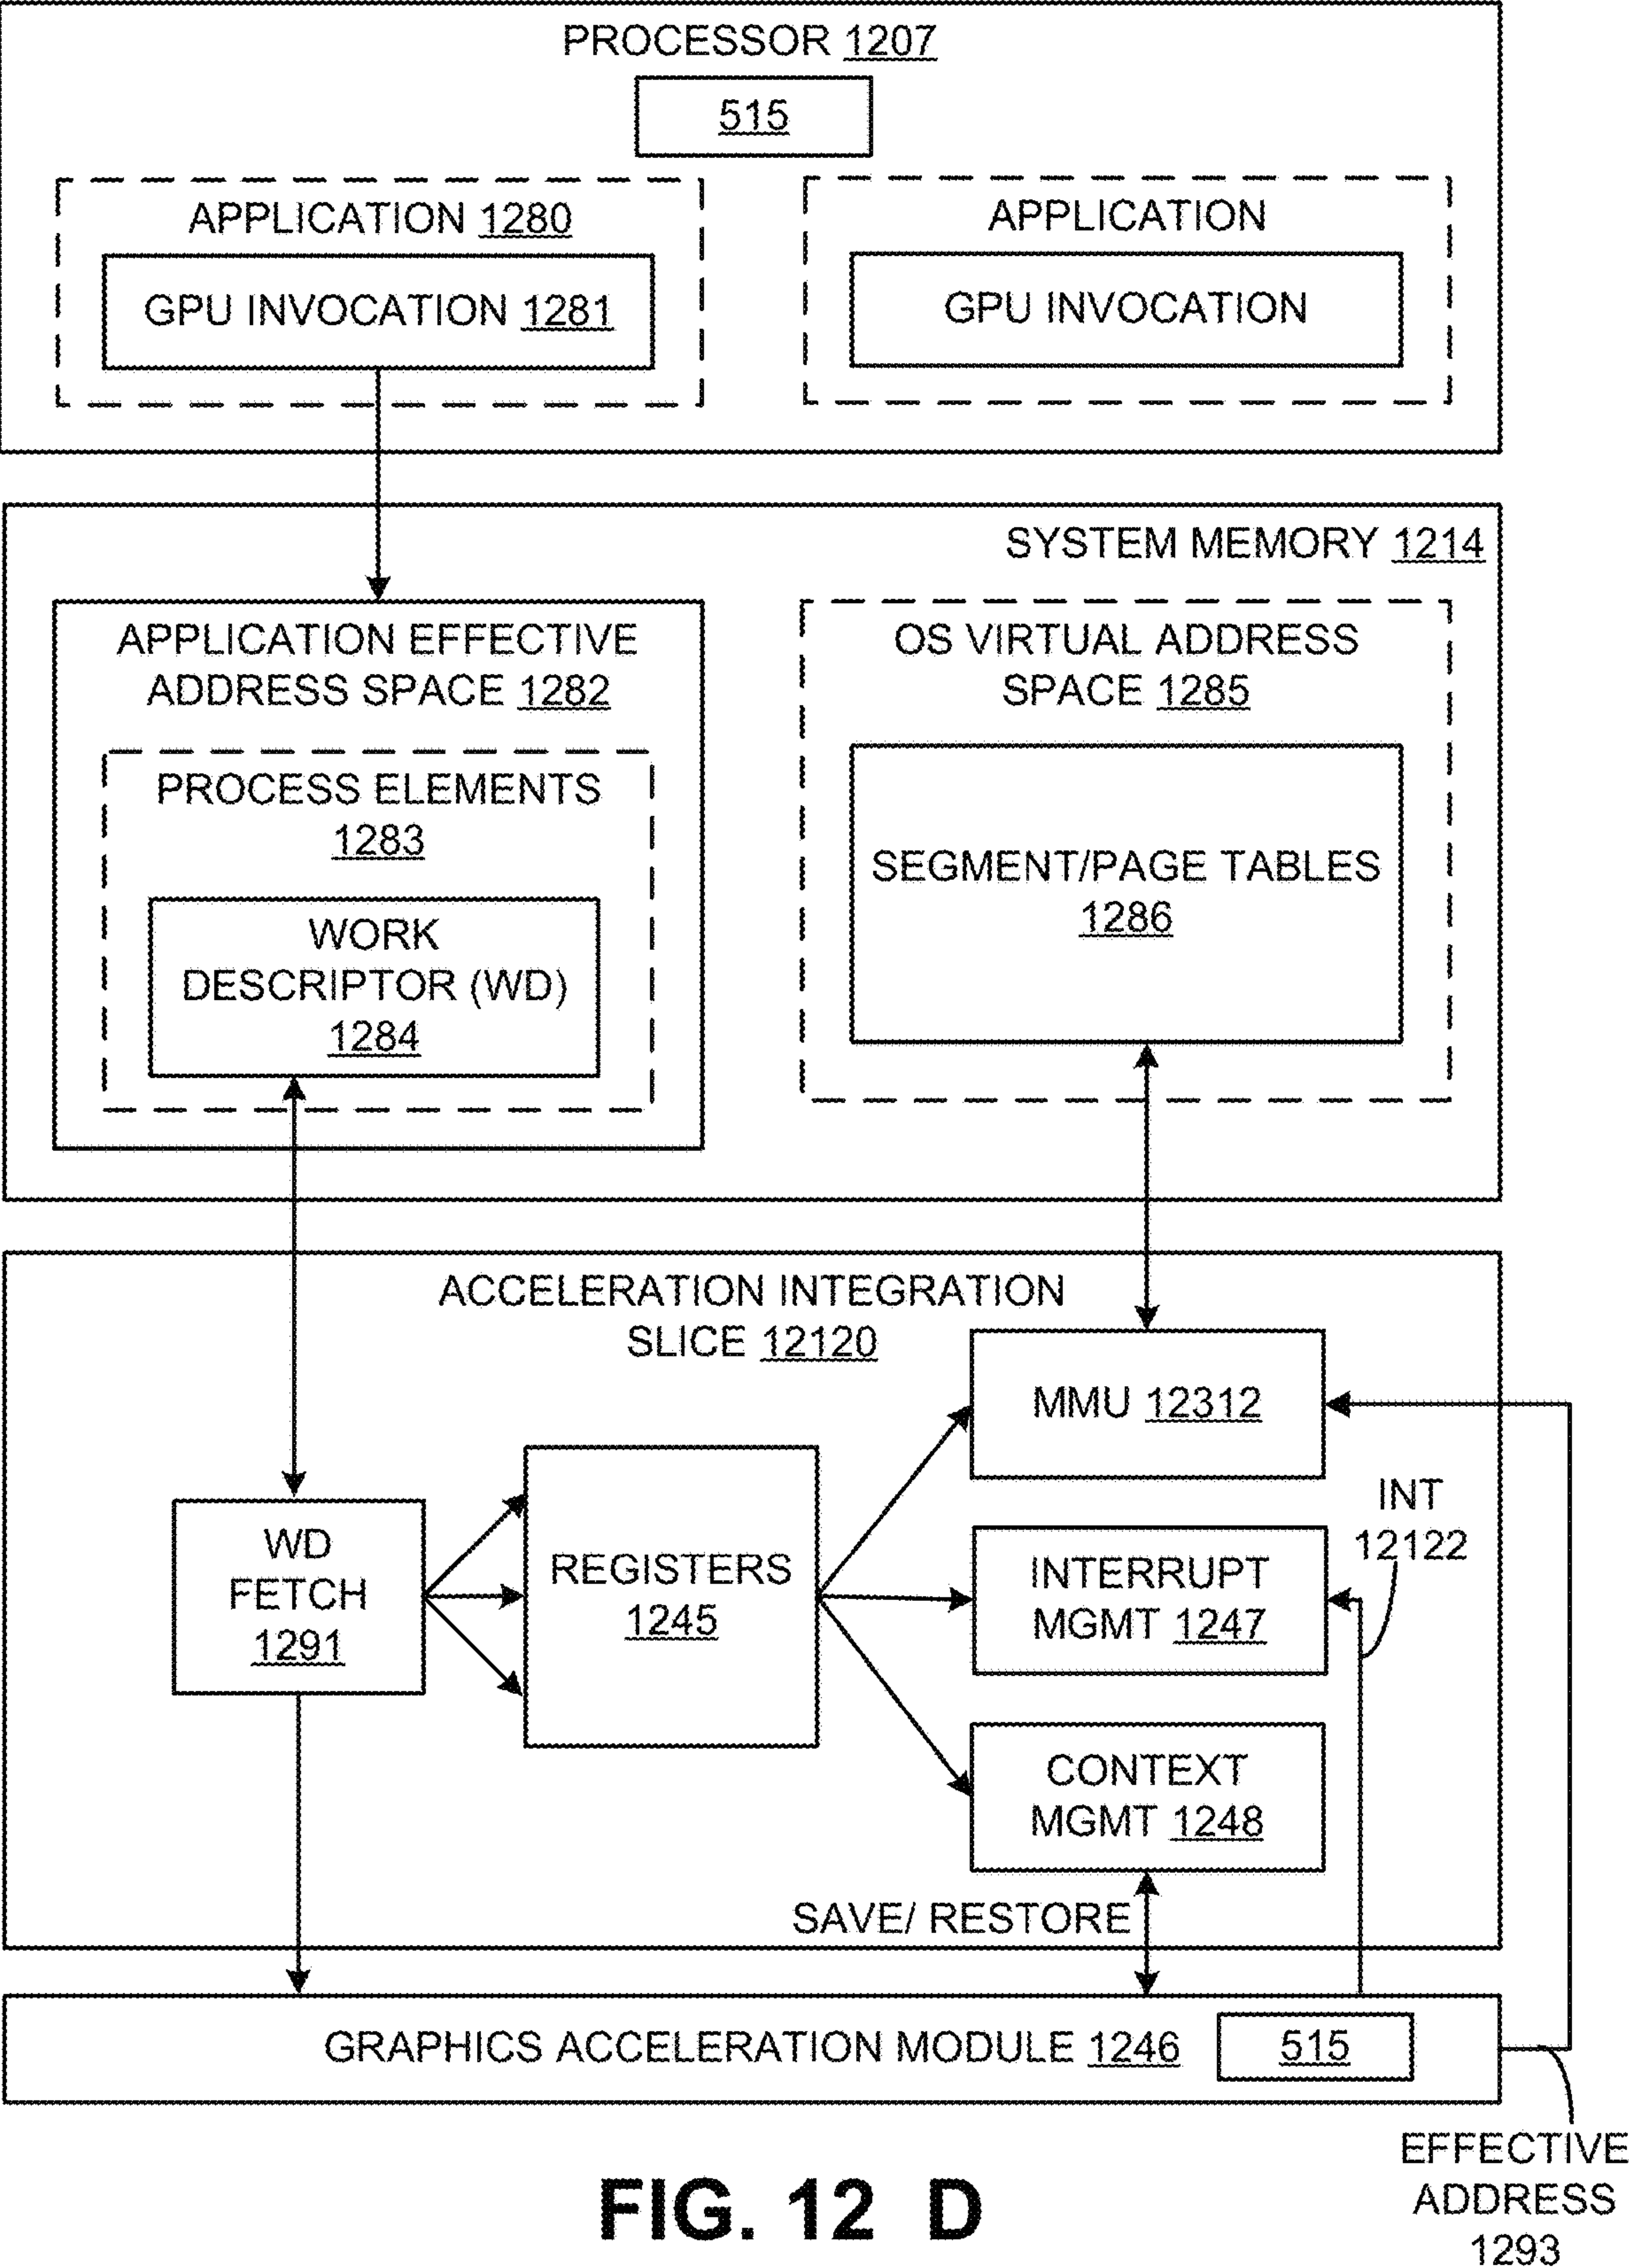 PROCESSOR 1207
515
APPLICATION 1280
GPU INVOCATION 1281
APPLICATION
GPU INVOCATION
SYSTEM MEMORY 1214
APPLICATION EFFECTIVE
ADDRESS SPACE 1282
PROCESS ELEMENTS
1283
WORK
DESCRIPTOR (WD)
1284
OS VIRTUAL ADDRESS
SPACE 1285
SEGMENT/PAGE TABLES
1286
ACCELERATION INTEGRATION
SLICE 12120
WD
FETCH
1291
REGISTERS
1245
MMU 12312
INTERRUPT
MGMT 1247
CONTEXT
MGMT 1248
INT
12122
SAVE/ RESTORE
GRAPHICS ACCELERATION MODULE 1246
515
EFFECTIVE
ADDRESS
1293
FIG. 12 D